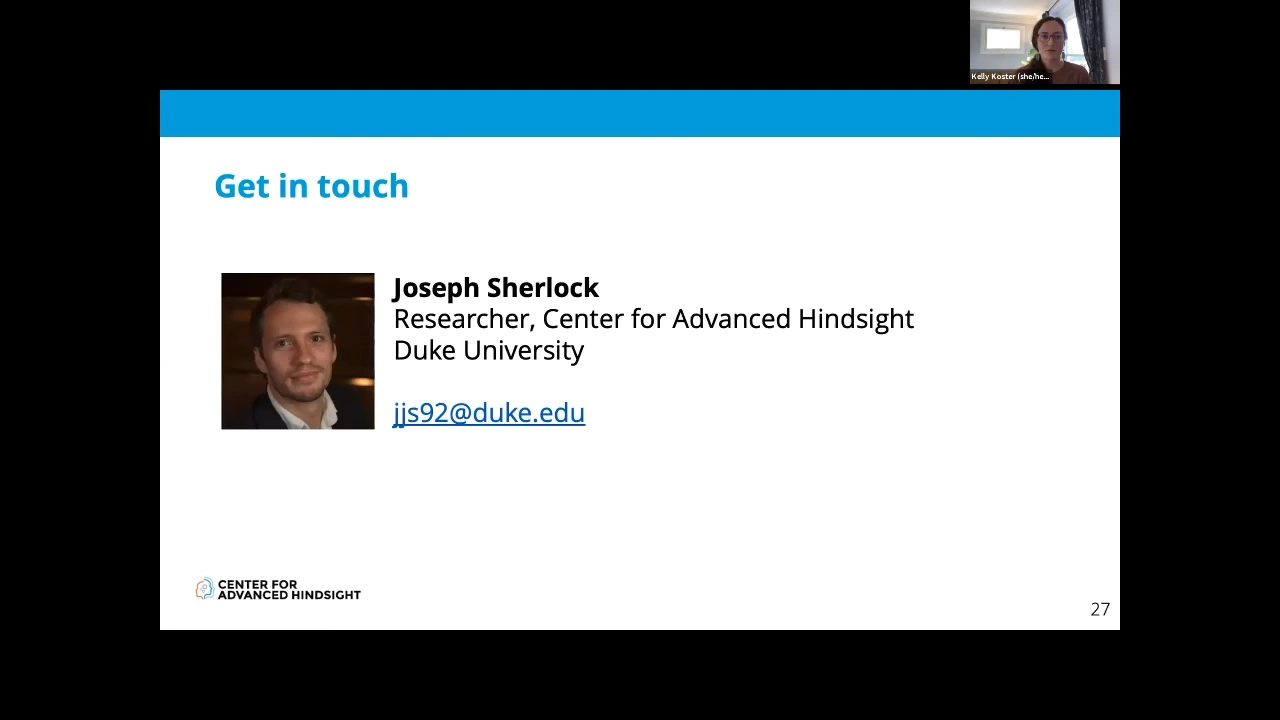 Kelly Koster (she/he...
Get in touch
Joseph Sherlock
Researcher, Center for Advanced Hindsight
Duke University
jjs92@duke.edu
CENTER FOR
ADVANCED HINDSIGHT
27